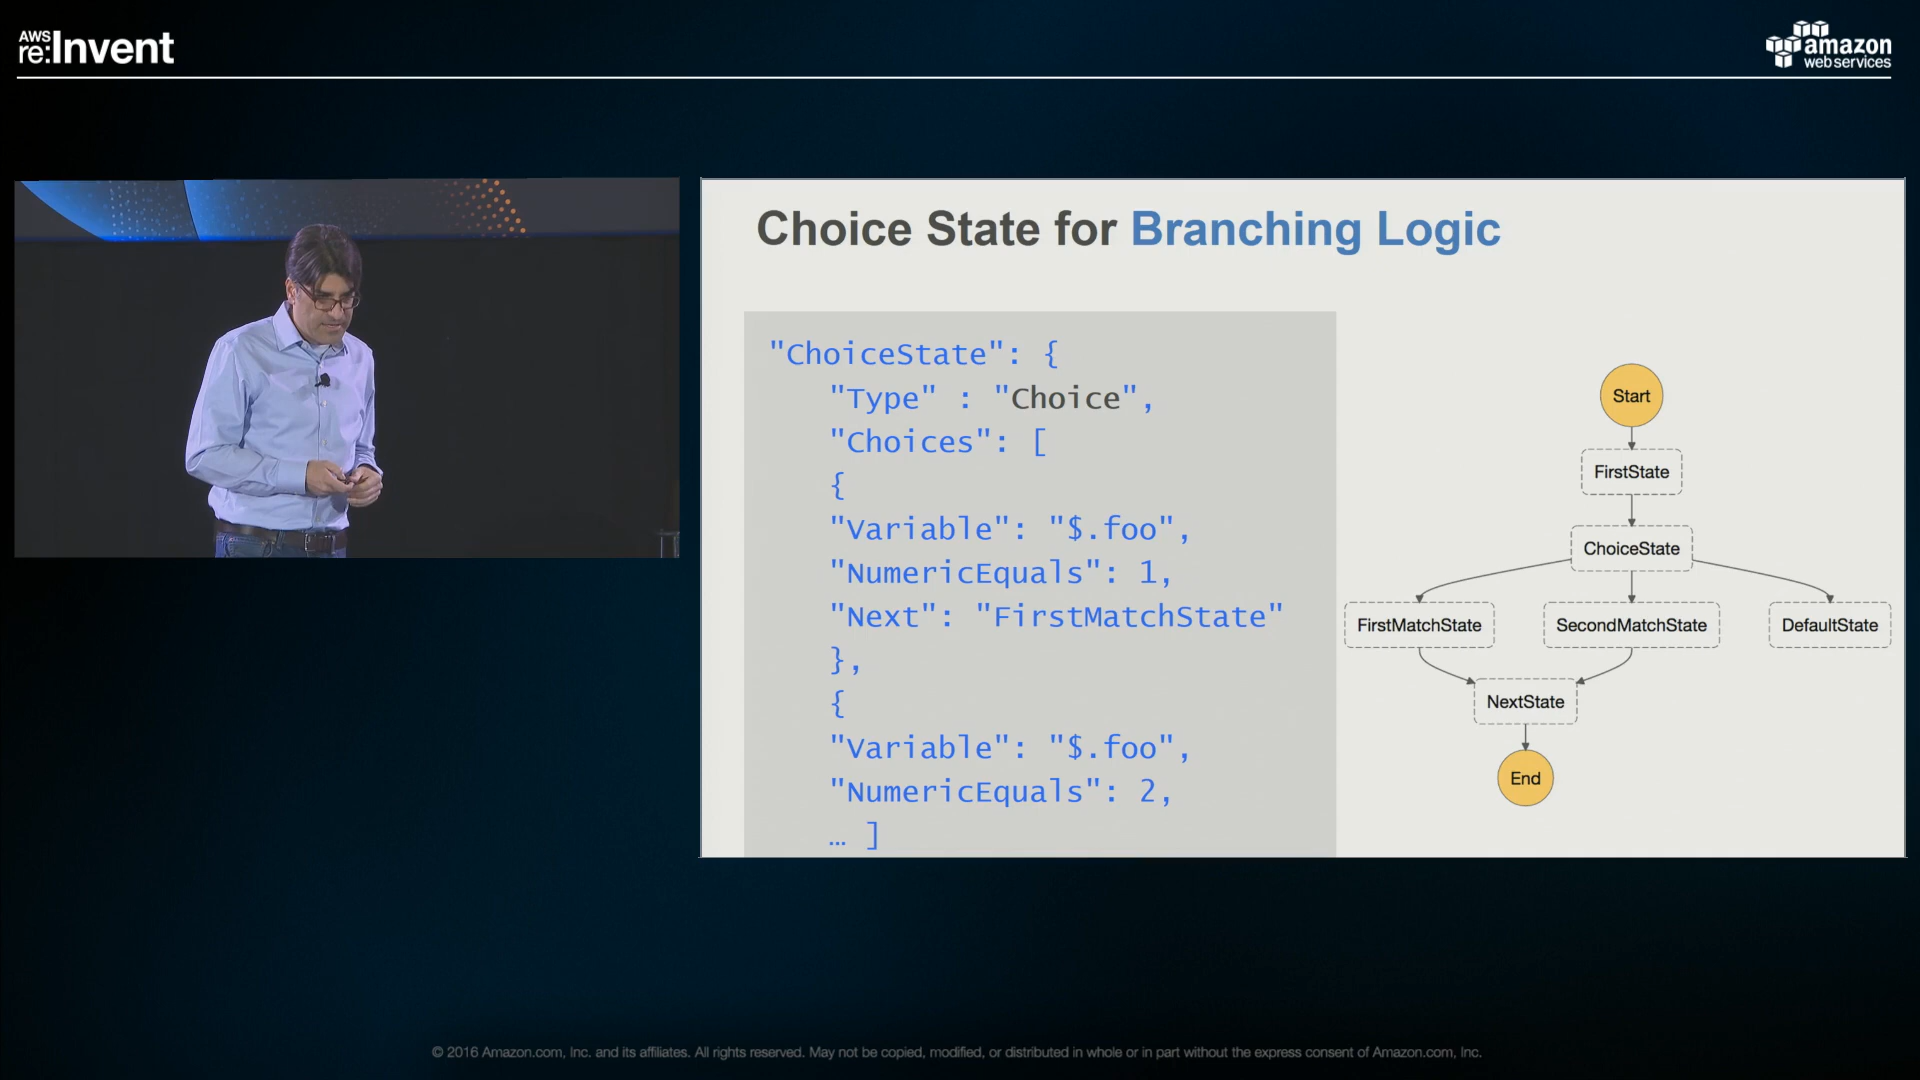 AWS
re:Invent
amazon
web services
Choice State for Branching Logic
"ChoiceState": {
"Type" : "Choice",
"Choices": [
{
"Variable": "$.foo",
"NumericEquals": 1,
"Next": "FirstMatchState"
},
{
"Variable": "$.foo",
"NumericEquals": 2,
… ]
Start
FirstState
ChoiceState
FirstMatchState
SecondMatchState
DefaultState
NextState
End
© 2016 Amazon.com, Inc. and its affiliates. All rights reserved. May not be copied, modified, or distributed in whole or in part without the express consent of Amazon.com, Inc.